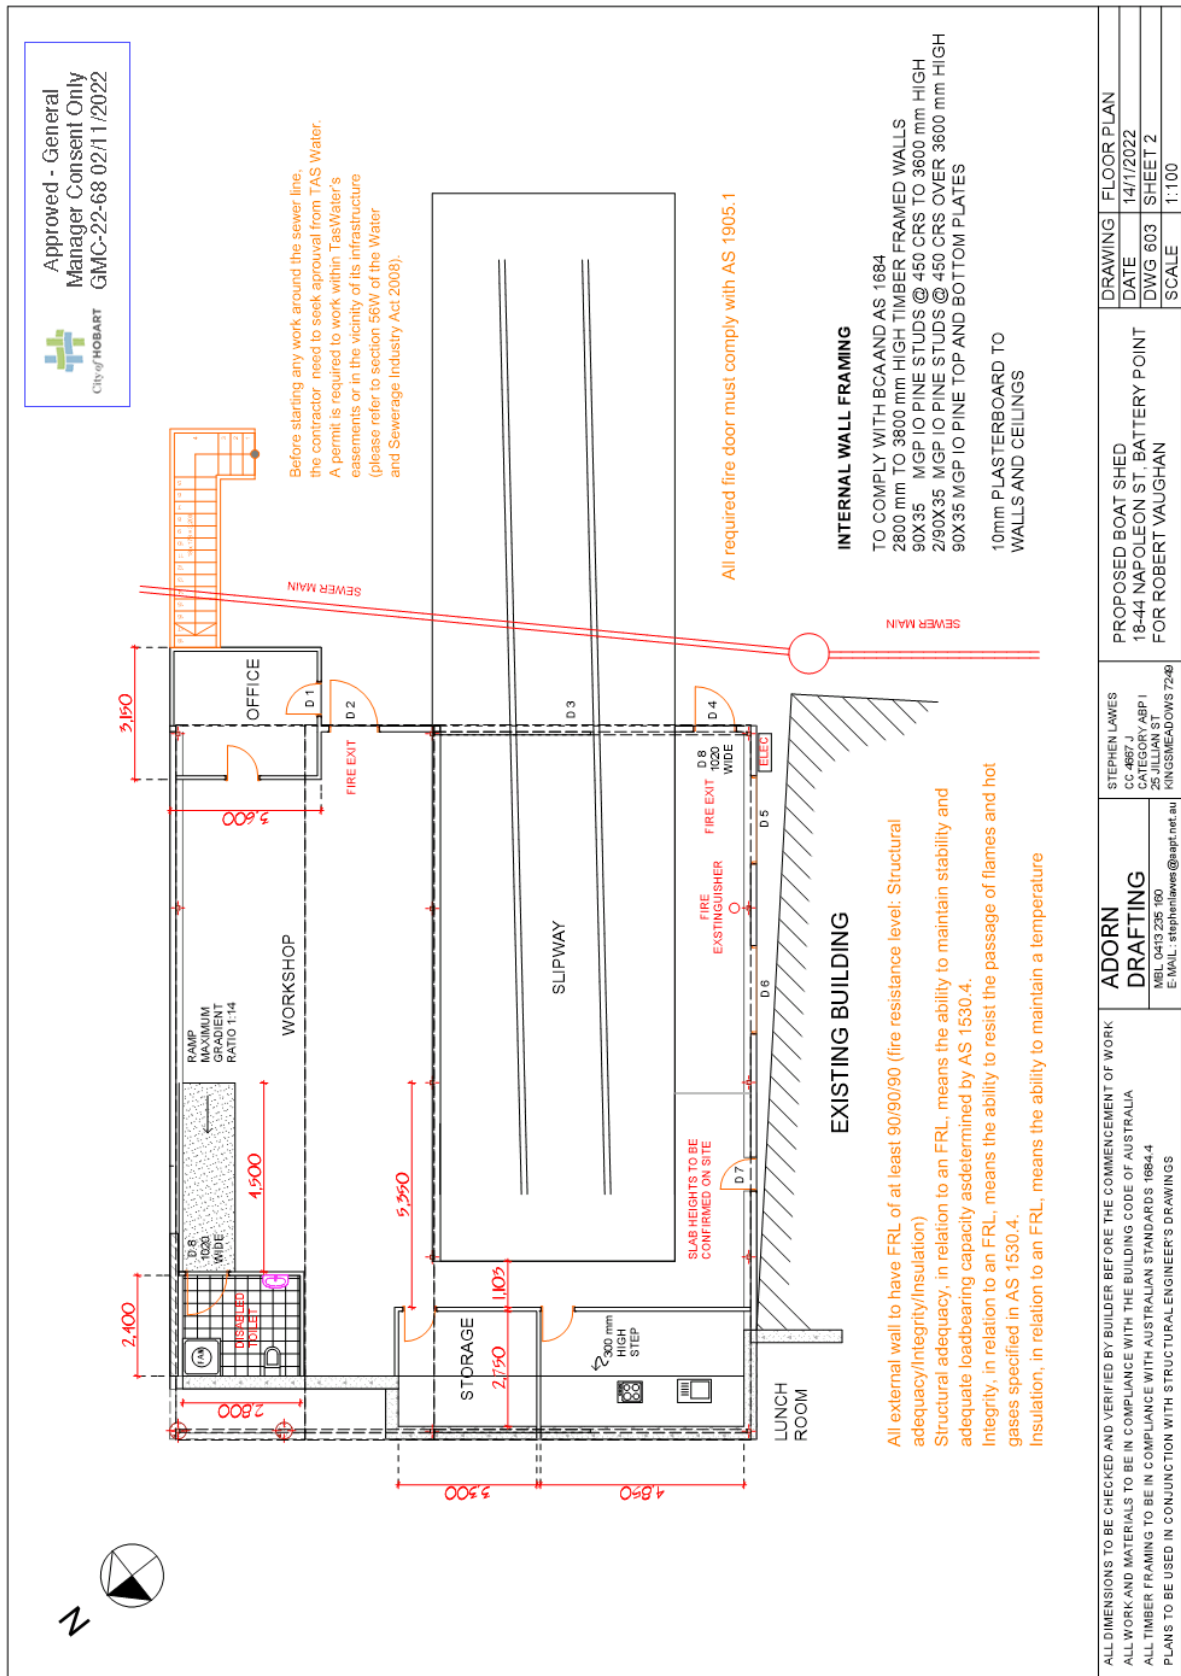 Approved - General
Manager Consent Only
GMC-22-68 02/11/2022
City of HOBART
Before starting any work around the sewer line,
the contractor need to seek aprouval from TAS Water.
A permit is required to work within TasWater's
easements or in the vicinity of its infrastructure
(please refer to section 56W of the Water
and Sewerage Industry Act 2008).
SEWER MAIN
SEWER MAIN
All required fire door must comply with AS 1905.1
INTERNAL WALL FRAMING
TO COMPLY WITH BCA AND AS 1684
2800 mm TO 3800 mm HIGH TIMBER FRAMED WALLS
90X35 MGP IO PINE STUDS @ 450 CRS TO 3600 mm HIGH
2/90X35 MGP IO PINE STUDS @ 450 CRS OVER 3600 mm HIGH
90X35 MGP IO PINE TOP AND BOTTOM PLATES
10mm PLASTERBOARD TO
WALLS AND CEILINGS
3,150
OFFICE
D 1
D 2
FIRE EXIT
3,600
D 3
D 4
D 8
1020
WIDE
FIRE EXIT
ELEC
D 5
FIRE
EXSTINGUISHER
D 6
WORKSHOP
SLIPWAY
RAMP
MAXIMUM
GRADIENT
RATIO 1:14
4,500
5,350
D 8
1020
WIDE
2,400
DISABLED
TOILET
FAN
2,800
SLAB HEIGHTS TO BE
CONFIRMED ON SITE
D 7
1,103
STORAGE
2,750
300 mm
HIGH
STEP
LUNCH
ROOM
3,300
4,850
N
EXISTING BUILDING
All external wall to have FRL of at least 90/90/90 (fire resistance level: Structural
adequacy/Integrity/Insulation)
Structural adequacy, in relation to an FRL, means the ability to maintain stability and
adequate loadbearing capacity asdetermined by AS 1530.4.
Integrity, in relation to an FRL, means the ability to resist the passage of flames and hot
gases specified in AS 1530.4.
Insulation, in relation to an FRL, means the ability to maintain a temperature
ALL DIMENSIONS TO BE CHECKED AND VERIFIED BY BUILDER BEFORE THE COMMENCEMENT OF WORK
ALL WORK AND MATERIALS TO BE IN COMPLIANCE WITH THE BUILDING CODE OF AUSTRALIA
ALL TIMBER FRAMING TO BE IN COMPLIANCE WITH AUSTRALIAN STANDARDS 1684.4
PLANS TO BE USED IN CONJUNCTION WITH STRUCTURAL ENGINEER'S DRAWINGS
ADORN
DRAFTING
MBL 0413 235 160
E-MAIL: stephenlawes@aapt.net.au
STEPHEN LAWES
CC 4667 J
CATEGORY ABP I
25 JILLIAN ST
KINGSMEADOWS 7249
PROPOSED BOAT SHED
18-44 NAPOLEON ST, BATTERY POINT
FOR ROBERT VAUGHAN
DRAWING FLOOR PLAN
DATE 14/1/2022
DWG 603 SHEET 2
SCALE 1:100